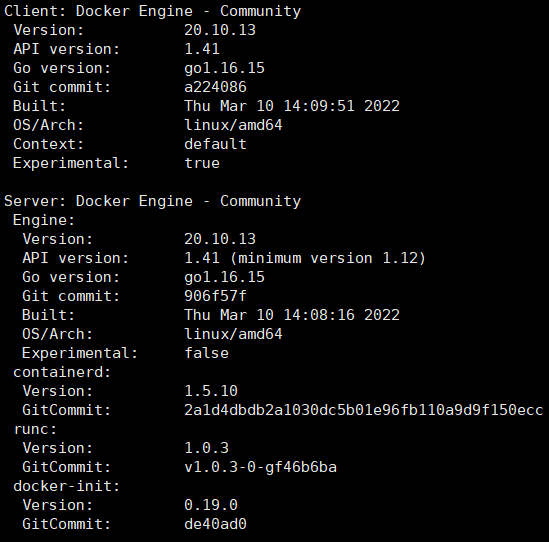 Client: Docker Engine - Community
 Version:           20.10.13
 API version:       1.41
 Go version:        go1.16.15
 Git commit:        a224086
 Built:             Thu Mar 10 14:09:51 2022
 OS/Arch:           linux/amd64
 Context:           default
 Experimental:      true

Server: Docker Engine - Community
 Engine:
  Version:          20.10.13
  API version:      1.41 (minimum version 1.12)
  Go version:       go1.16.15
  Git commit:       906f57f
  Built:            Thu Mar 10 14:08:16 2022
  OS/Arch:          linux/amd64
  Experimental:     false
 containerd:
  Version:          1.5.10
  GitCommit:        2a1d4dbdb2a1030dc5b01e96fb110a9d9f150ecc
 runc:
  Version:          1.0.3
  GitCommit:        v1.0.3-0-gf46b6ba
 docker-init:
  Version:          0.19.0
  GitCommit:        de40ad0